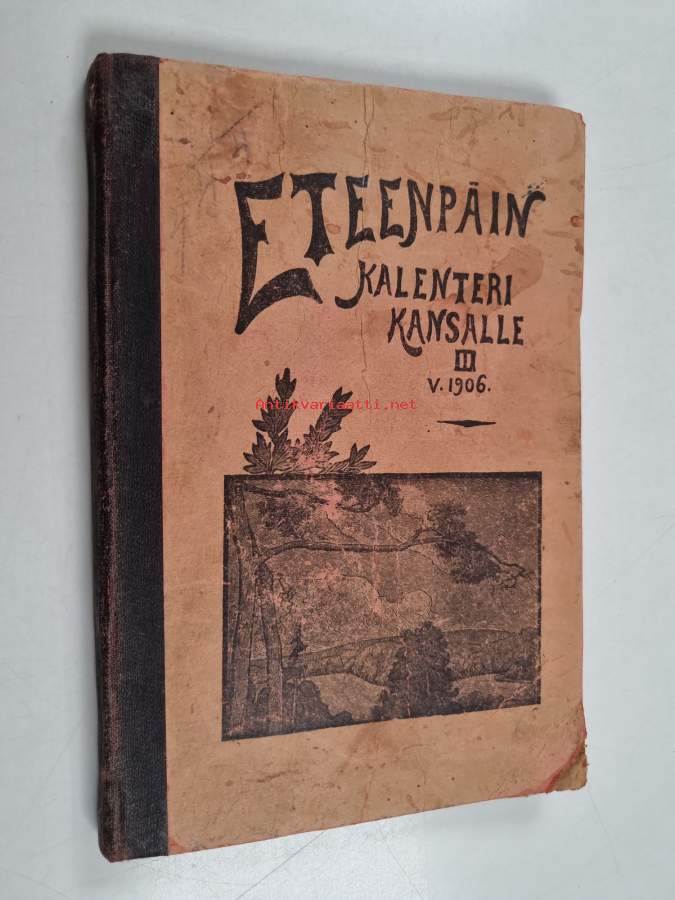 ETEENPÄIN
KALENTERI
KANSALLE
III
V. 1906.
Antikvariaatti.net